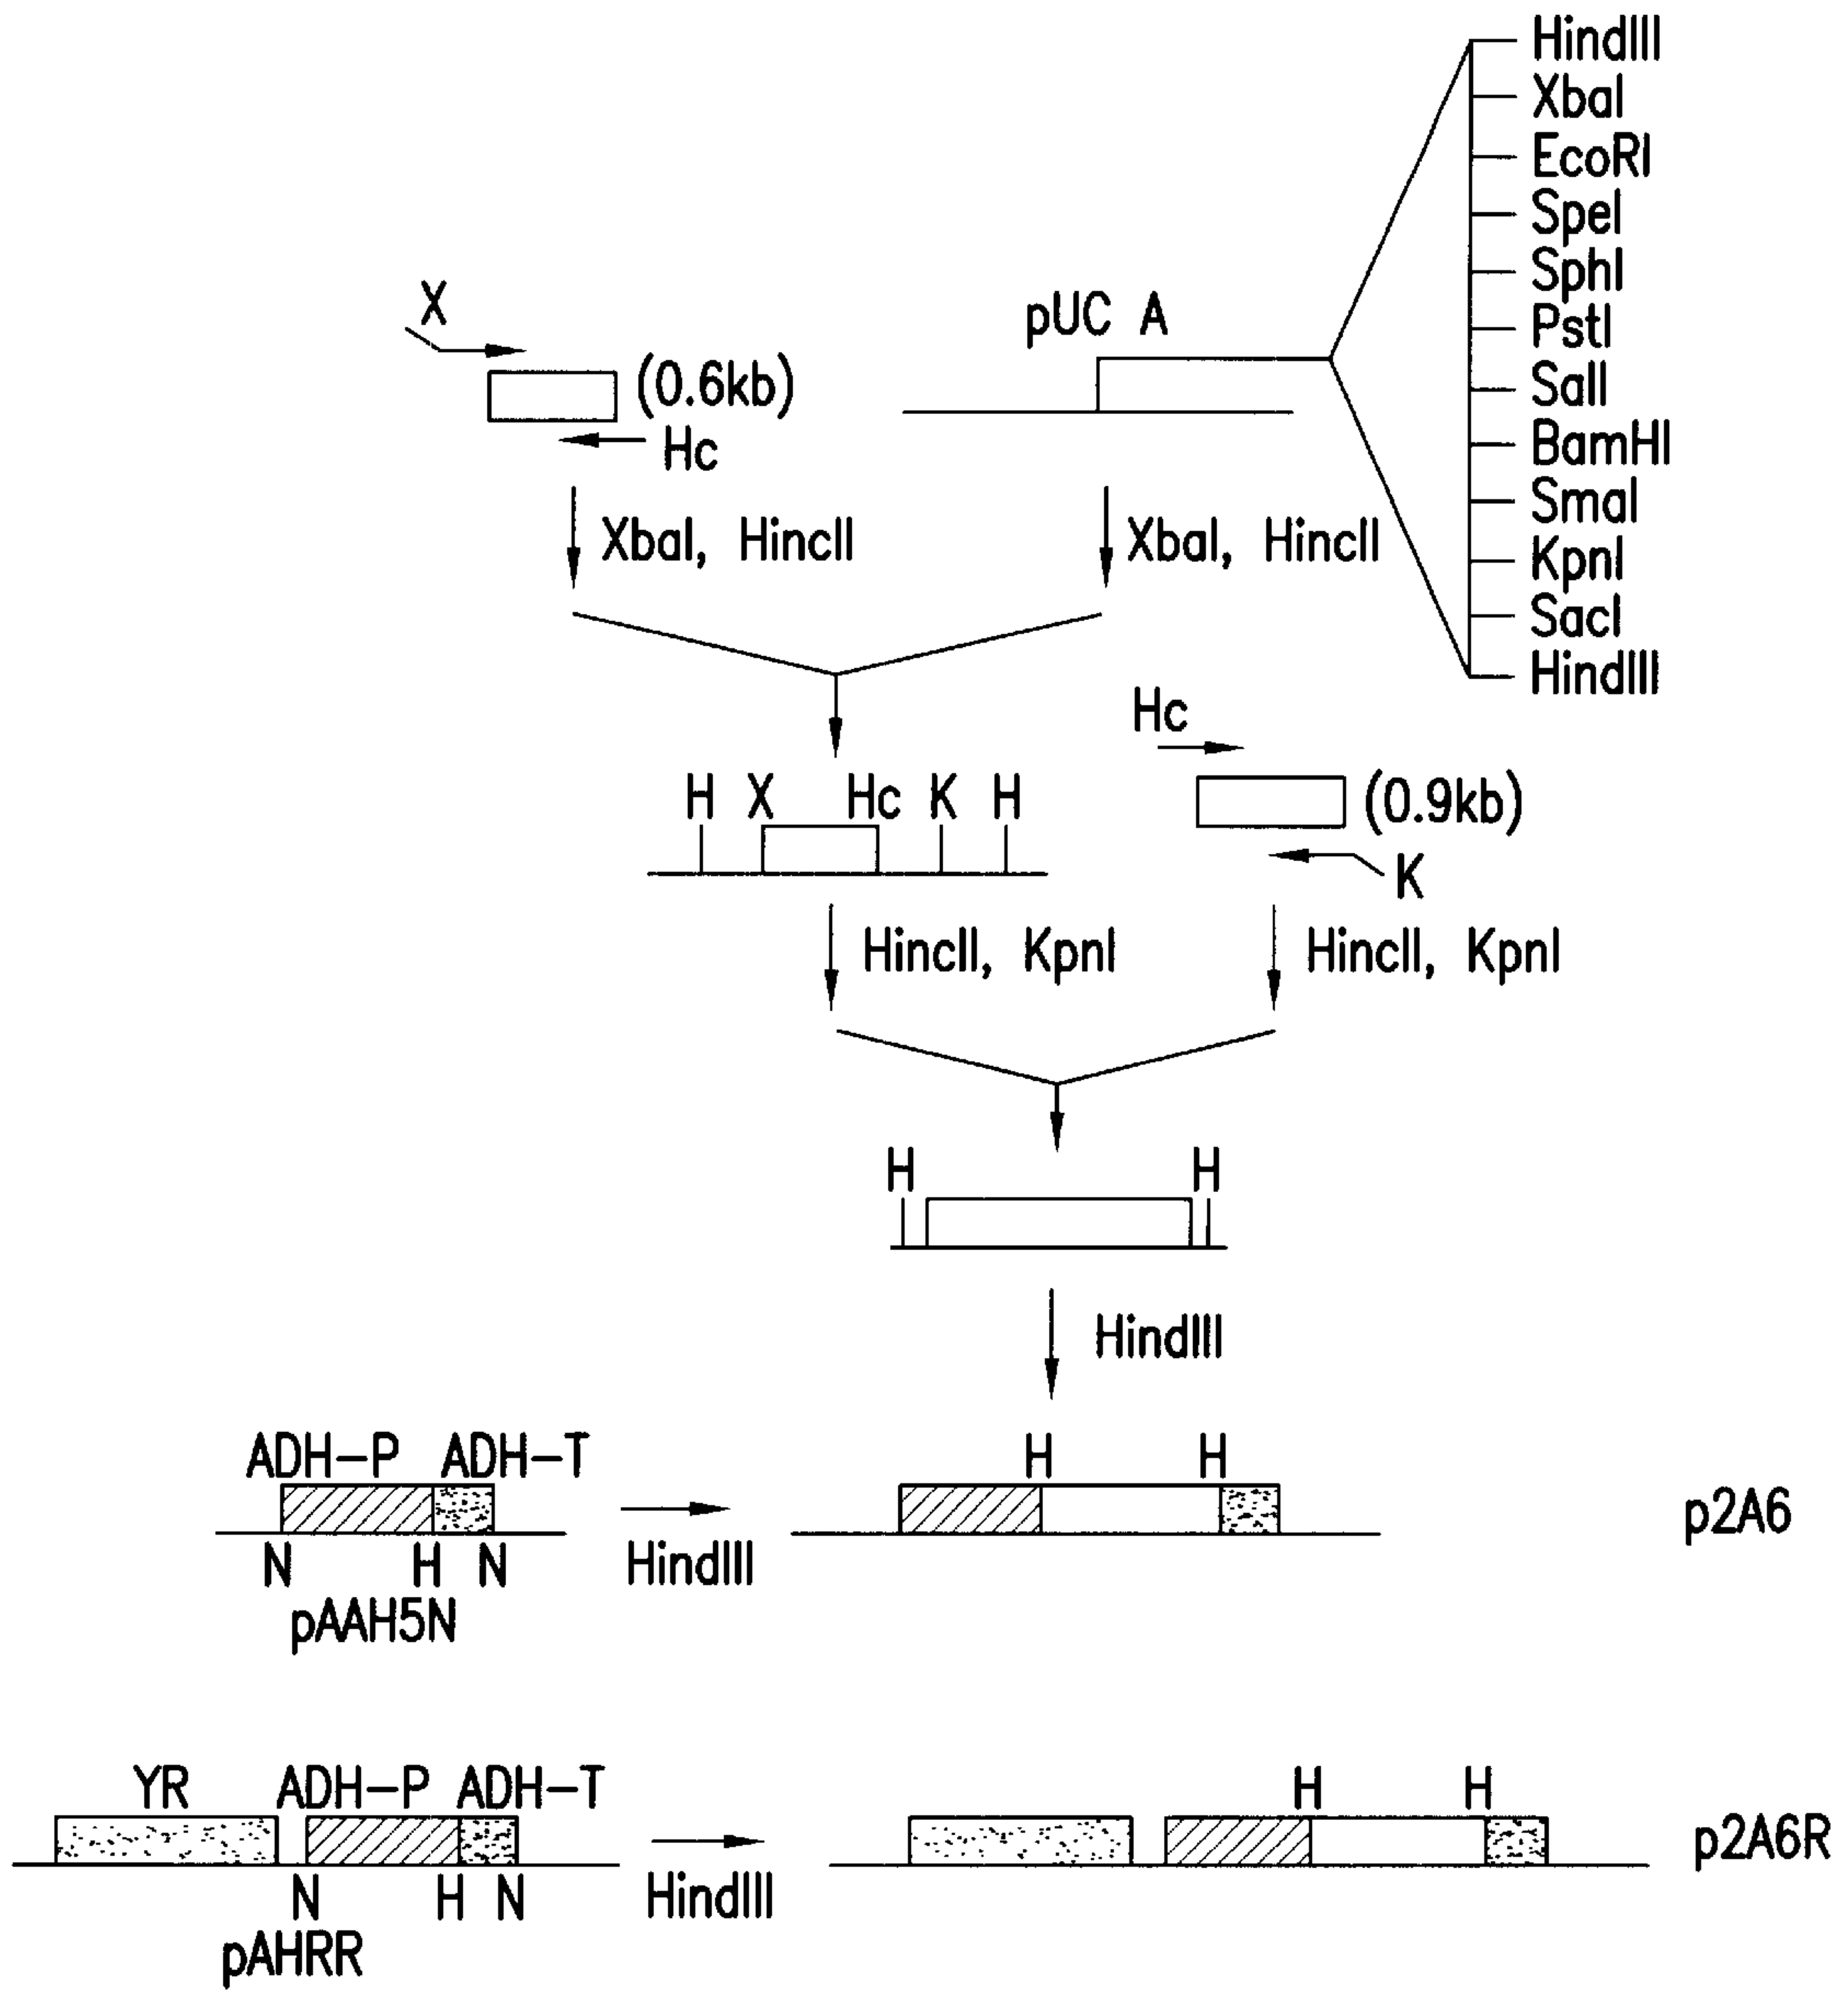 HindIII
XbaI
EcoRI
SpeI
SphI
PstI
SalI
BamHI
SmaI
KpnI
SacI
HindIII
X
(0.6kb)
Hc
pUC A
XbaI, HincII
XbaI, HincII
Hc
(0.9kb)
K
H X Hc K H
HincII, KpnI
HincII, KpnI
H H
HindIII
ADH-P ADH-T
N H N
pAAH5N
HindIII
H H
p2A6
YR ADH-P ADH-T
N H N
pAHRR
HindIII
H H
p2A6R